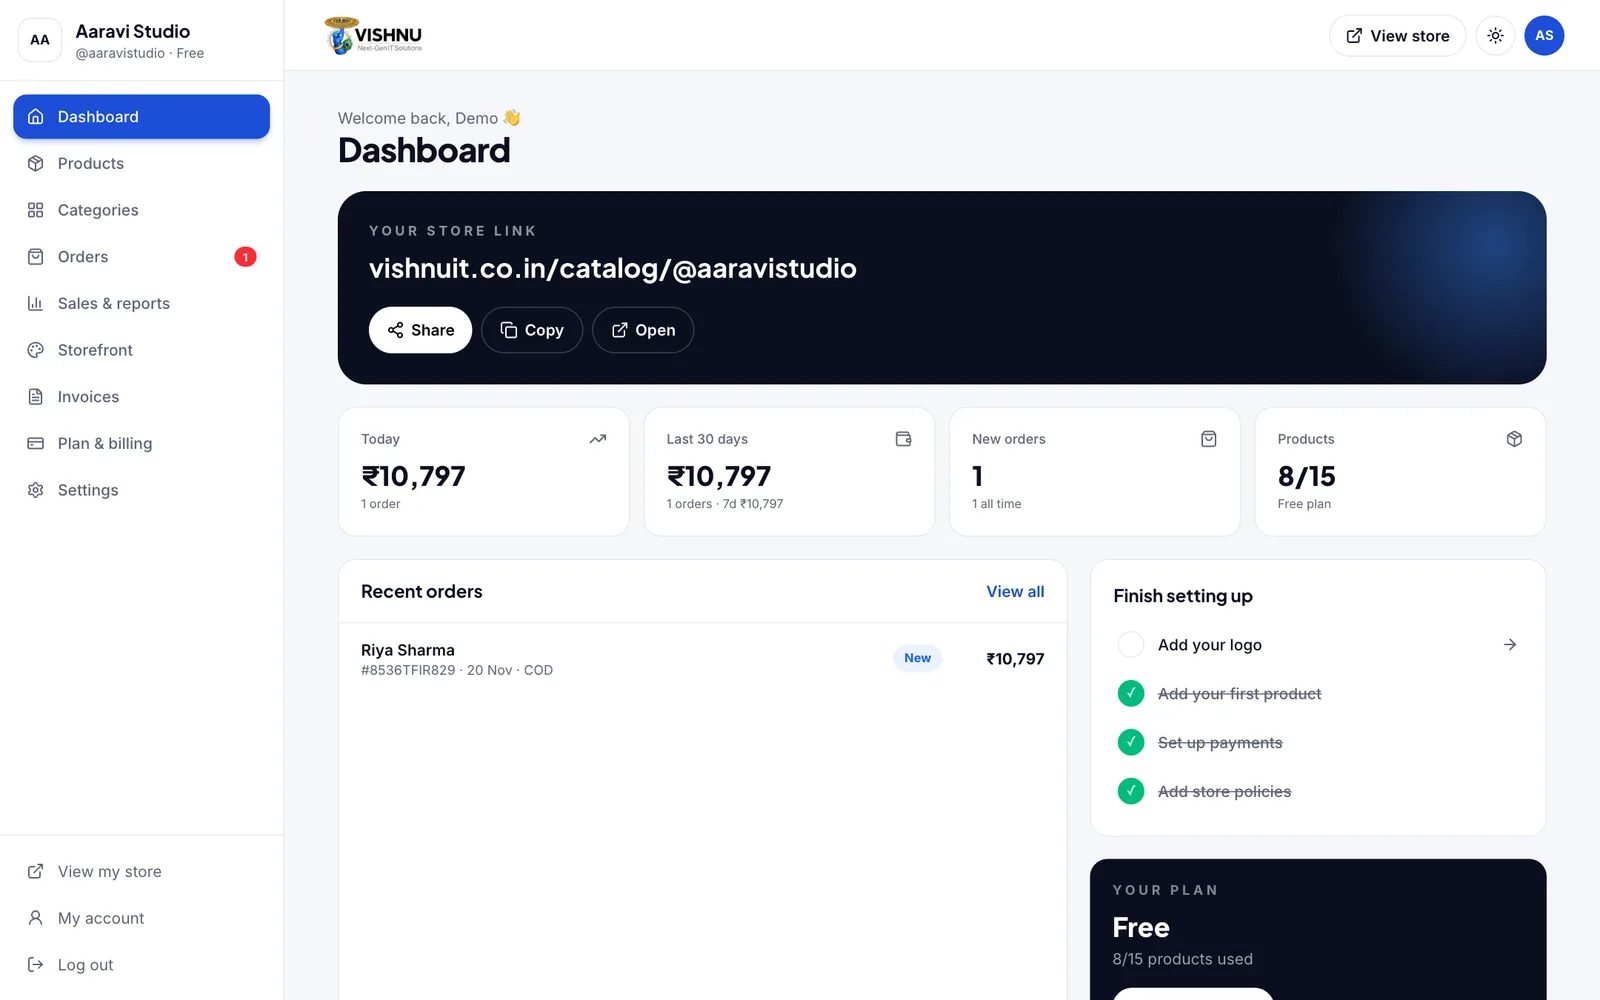 AA
Aaravi Studio
@aaravistudio · Free
VISHNU
Next-Gen IT Solutions
View store
AS
Dashboard
Products
Categories
Orders
1
Sales & reports
Storefront
Invoices
Plan & billing
Settings
View my store
My account
Log out
Welcome back, Demo 👋
Dashboard
YOUR STORE LINK
vishnuit.co.in/catalog/@aaravistudio
Share
Copy
Open
Today
₹10,797
1 order
Last 30 days
₹10,797
1 orders · 7d ₹10,797
New orders
1
1 all time
Products
8/15
Free plan
Recent orders
View all
Riya Sharma
#8536TFIR829 · 20 Nov · COD
New
₹10,797
Finish setting up
Add your logo
Add your first product
Set up payments
Add store policies
YOUR PLAN
Free
8/15 products used